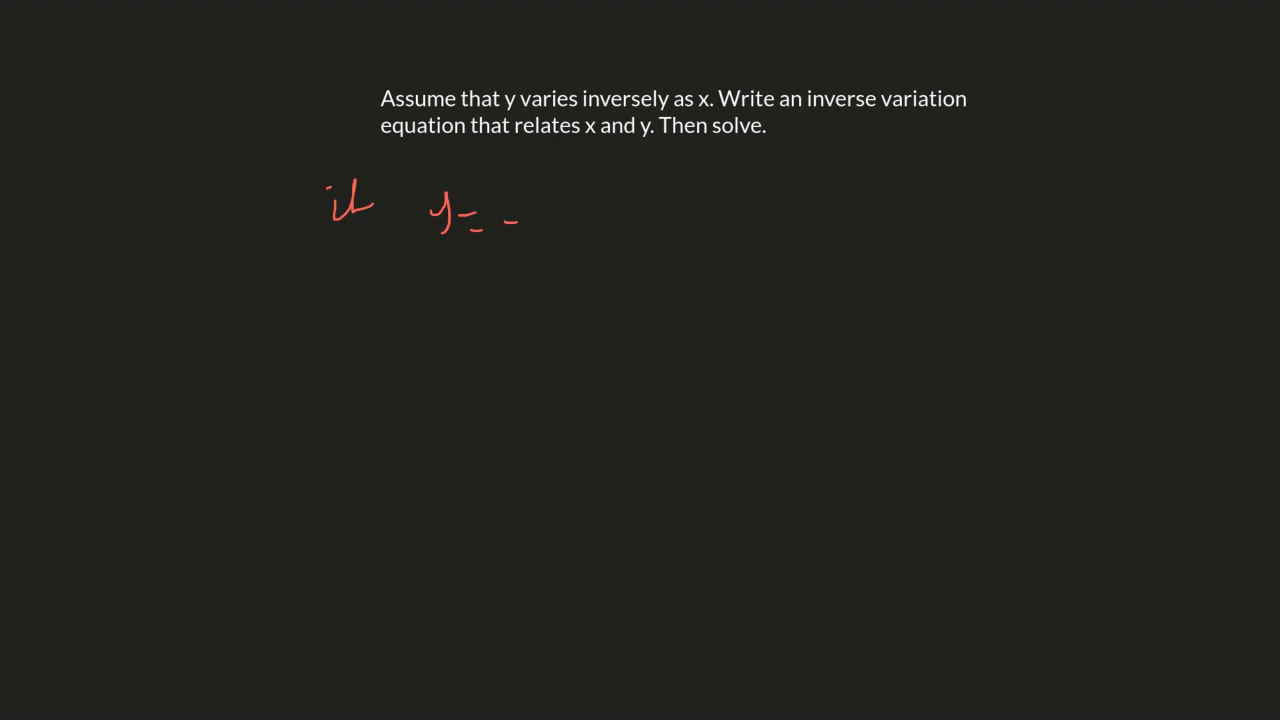 Assume that y varies inversely as x. Write an inverse variation
equation that relates x and y. Then solve.
y= -